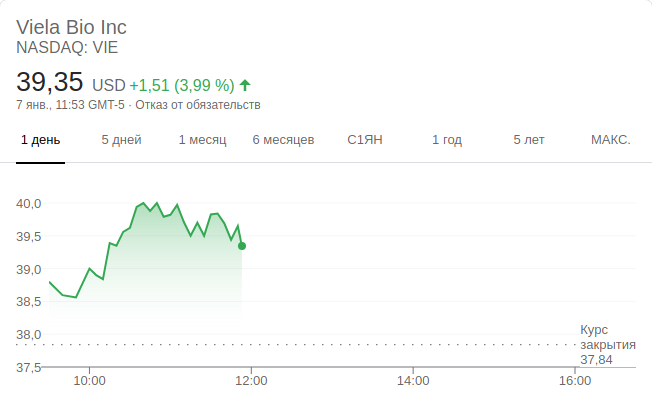 Viela Bio Inc
NASDAQ: VIE
39,35 USD +1,51 (3,99 %)
7 янв., 11:53 GMT-5 · Отказ от обязательств
1 день 5 дней 1 месяц 6 месяцев С1ЯН 1 год 5 лет МАКС.
40,0
39,5
39,0
38,5
38,0
37,5
Курс
закрытия
37,84
10:00 12:00 14:00 16:00